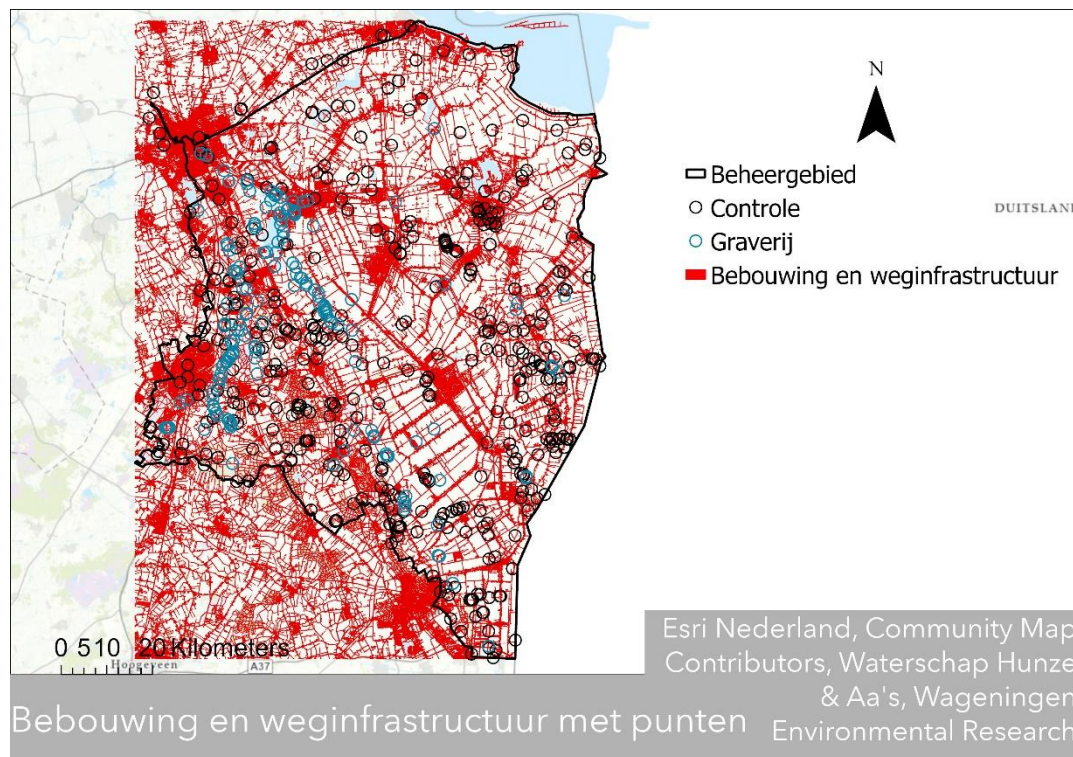 N
Beheergebied
Controle
DUITSLAND
Graverij
Bebouwing en weginfrastructuur
0 5 10 20 Kilometers
Hoogeveen
A37
Esri Nederland, Community Map
Contributors, Waterschap Hunze
& Aa's, Wageningen
Environmental Research
Bebouwing en weginfrastructuur met punten